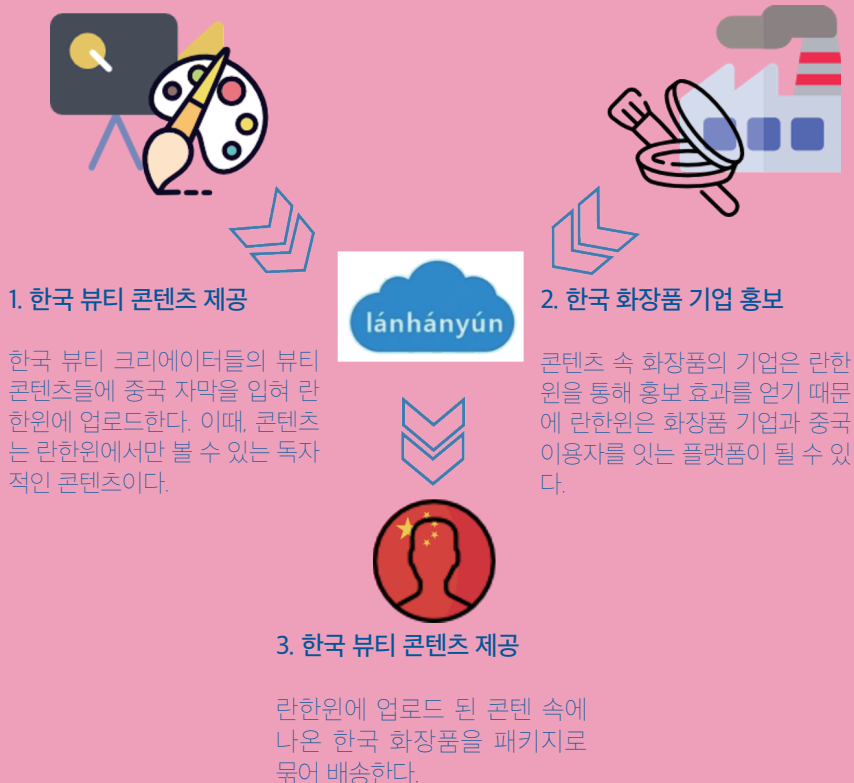 lánhányún
1. 한국 뷰티 콘텐츠 제공
한국 뷰티 크리에이터들의 뷰티
콘텐츠들에 중국 자막을 입혀 란
한윈에 업로드한다. 이때, 콘텐츠
는 란한윈에서만 볼 수 있는 독자
적인 콘텐츠이다.
2. 한국 화장품 기업 홍보
콘텐츠 속 화장품의 기업은 란한
윈을 통해 홍보 효과를 얻기 때문
에 란한윈은 화장품 기업과 중국
이용자를 잇는 플랫폼이 될 수 있
다.
3. 한국 뷰티 콘텐츠 제공
란한윈에 업로드 된 콘텐 속에
나온 한국 화장품을 패키지로
묶어 배송한다.